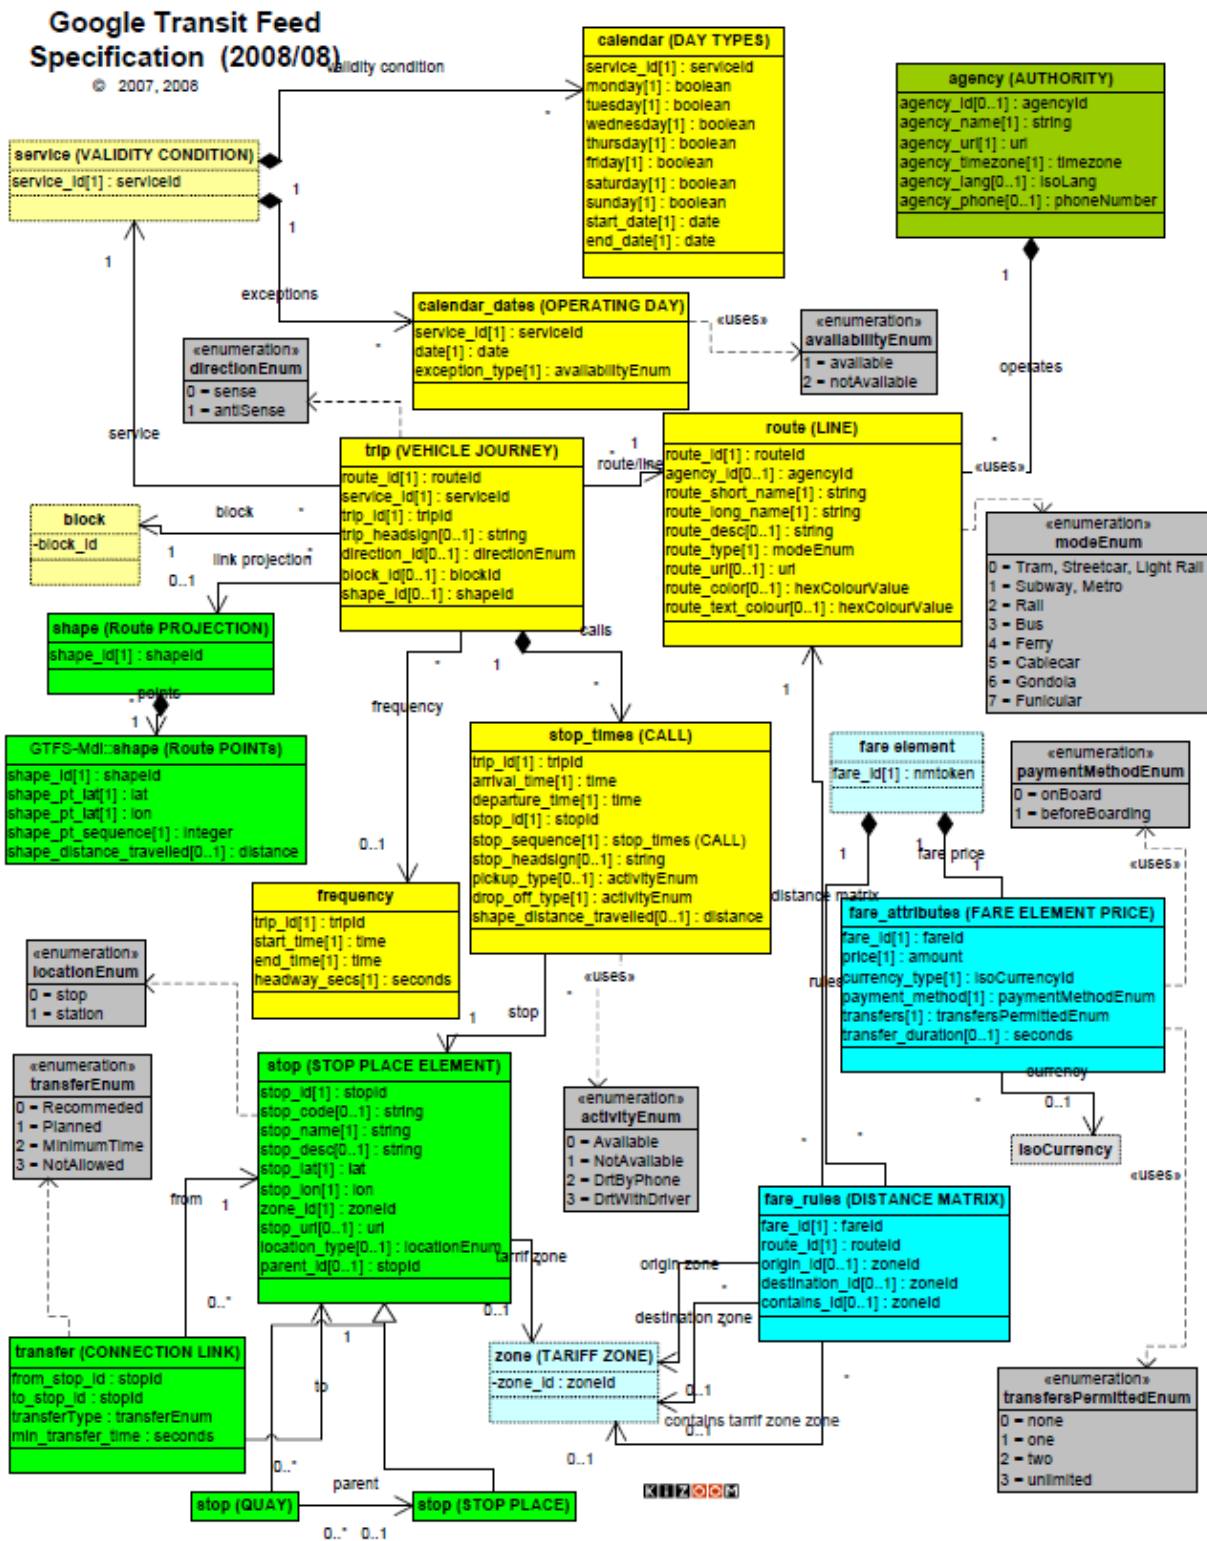 Google Transit Feed
Specification (2008/08)
© 2007, 2008
validity condition
*
calendar (DAY TYPES)
service_id[1] : serviceId
monday[1] : boolean
tuesday[1] : boolean
wednesday[1] : boolean
thursday[1] : boolean
friday[1] : boolean
saturday[1] : boolean
sunday[1] : boolean
start_date[1] : date
end_date[1] : date
agency (AUTHORITY)
agency_id[0..1] : agencyId
agency_name[1] : string
agency_url[1] : url
agency_timezone[1] : timezone
agency_lang[0..1] : isoLang
agency_phone[0..1] : phoneNumber
1
operates
*
«uses»
service (VALIDITY CONDITION)
service_id[1] : serviceId
1
1
1
exceptions
*
service
calendar_dates (OPERATING DAY)
service_id[1] : serviceId
date[1] : date
exception_type[1] : availabilityEnum
«uses»
«enumeration»
availabilityEnum
1 = available
2 = notAvailable
«enumeration»
directionEnum
0 = sense
1 = antiSense
trip (VEHICLE JOURNEY)
route_id[1] : routeId
service_id[1] : serviceId
trip_id[1] : tripId
trip_headsign[0..1] : string
direction_id[0..1] : directionEnum
block_id[0..1] : blockId
shape_id[0..1] : shapeId
*
1
route/line
route (LINE)
route_id[1] : routeId
agency_id[0..1] : agencyId
route_short_name[1] : string
route_long_name[1] : string
route_desc[0..1] : string
route_type[1] : modeEnum
route_url[0..1] : url
route_color[0..1] : hexColourValue
route_text_colour[0..1] : hexColourValue
«enumeration»
modeEnum
0 = Tram, Streetcar, Light Rail
1 = Subway, Metro
2 = Rail
3 = Bus
4 = Ferry
5 = Cablecar
6 = Gondola
7 = Funicular
block
-block_id
block
*
1
link projection
*
0..1
shape (Route PROJECTION)
shape_id[1] : shapeId
points
*
1
GTFS-Mdl::shape (Route POINTs)
shape_id[1] : shapeId
shape_pt_lat[1] : lat
shape_pt_lat[1] : lon
shape_pt_sequence[1] : integer
shape_distance_travelled[0..1] : distance
*
frequency
0..1
calls
1
*
1
stop_times (CALL)
trip_id[1] : tripId
arrival_time[1] : time
departure_time[1] : time
stop_id[1] : stopId
stop_sequence[1] : stop_times (CALL)
stop_headsign[0..1] : string
pickup_type[0..1] : activityEnum
drop_off_type[1] : activityEnum
shape_distance_travelled[0..1] : distance
fare element
fare_id[1] : nmtoken
1
1
fare price
1
distance matrix
rules
«enumeration»
paymentMethodEnum
0 = onBoard
1 = beforeBoarding
«uses»
fare_attributes (FARE ELEMENT PRICE)
fare_id[1] : fareId
price[1] : amount
currency_type[1] : isoCurrencyId
payment_method[1] : paymentMethodEnum
transfers[1] : transfersPermittedEnum
transfer_duration[0..1] : seconds
currency
*
0..1
isoCurrency
«uses»
frequency
trip_id[1] : tripId
start_time[1] : time
end_time[1] : time
headway_secs[1] : seconds
«enumeration»
locationEnum
0 = stop
1 = station
«uses»
*
stop
1
«enumeration»
transferEnum
0 = Recommeded
1 = Planned
2 = MinimumTime
3 = NotAllowed
stop (STOP PLACE ELEMENT)
stop_id[1] : stopId
stop_code[0..1] : string
stop_name[1] : string
stop_desc[0..1] : string
stop_lat[1] : lat
stop_lon[1] : lon
zone_id[1] : zoneId
stop_url[0..1] : url
location_type[0..1] : locationEnum
parent_id[0..1] : stopId
«enumeration»
activityEnum
0 = Available
1 = NotAvailable
2 = DrtByPhone
3 = DrtWithDriver
*
*
fare_rules (DISTANCE MATRIX)
fare_id[1] : fareId
route_id[1] : routeId
origin_id[0..1] : zoneId
destination_id[0..1] : zoneId
contains_id[0..1] : zoneId
from
1
0..*
tarrif zone
0..1
origin zone
*
destination zone
*
transfer (CONNECTION LINK)
from_stop_id : stopId
to_stop_id : stopId
transferType : transferEnum
min_transfer_time : seconds
1
to
0..*
zone (TARIFF ZONE)
-zone_id : zoneId
0..1
contains tarrif zone zone
0..1
0..1
«enumeration»
transfersPermittedEnum
0 = none
1 = one
2 = two
3 = unlimited
stop (QUAY)
parent
0..* 0..1
stop (STOP PLACE)
KIZOOM